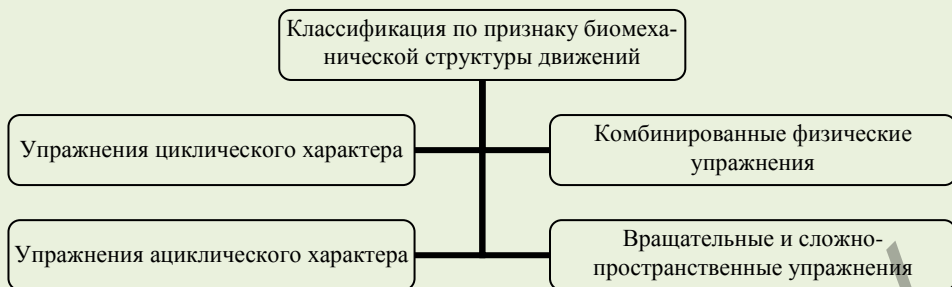 Классификация по признаку биомеха-
нической структуры движений
Упражнения циклического характера
Комбинированные физические
упражнения
Упражнения ациклического характера
Вращательные и сложно-
пространственные упражнения